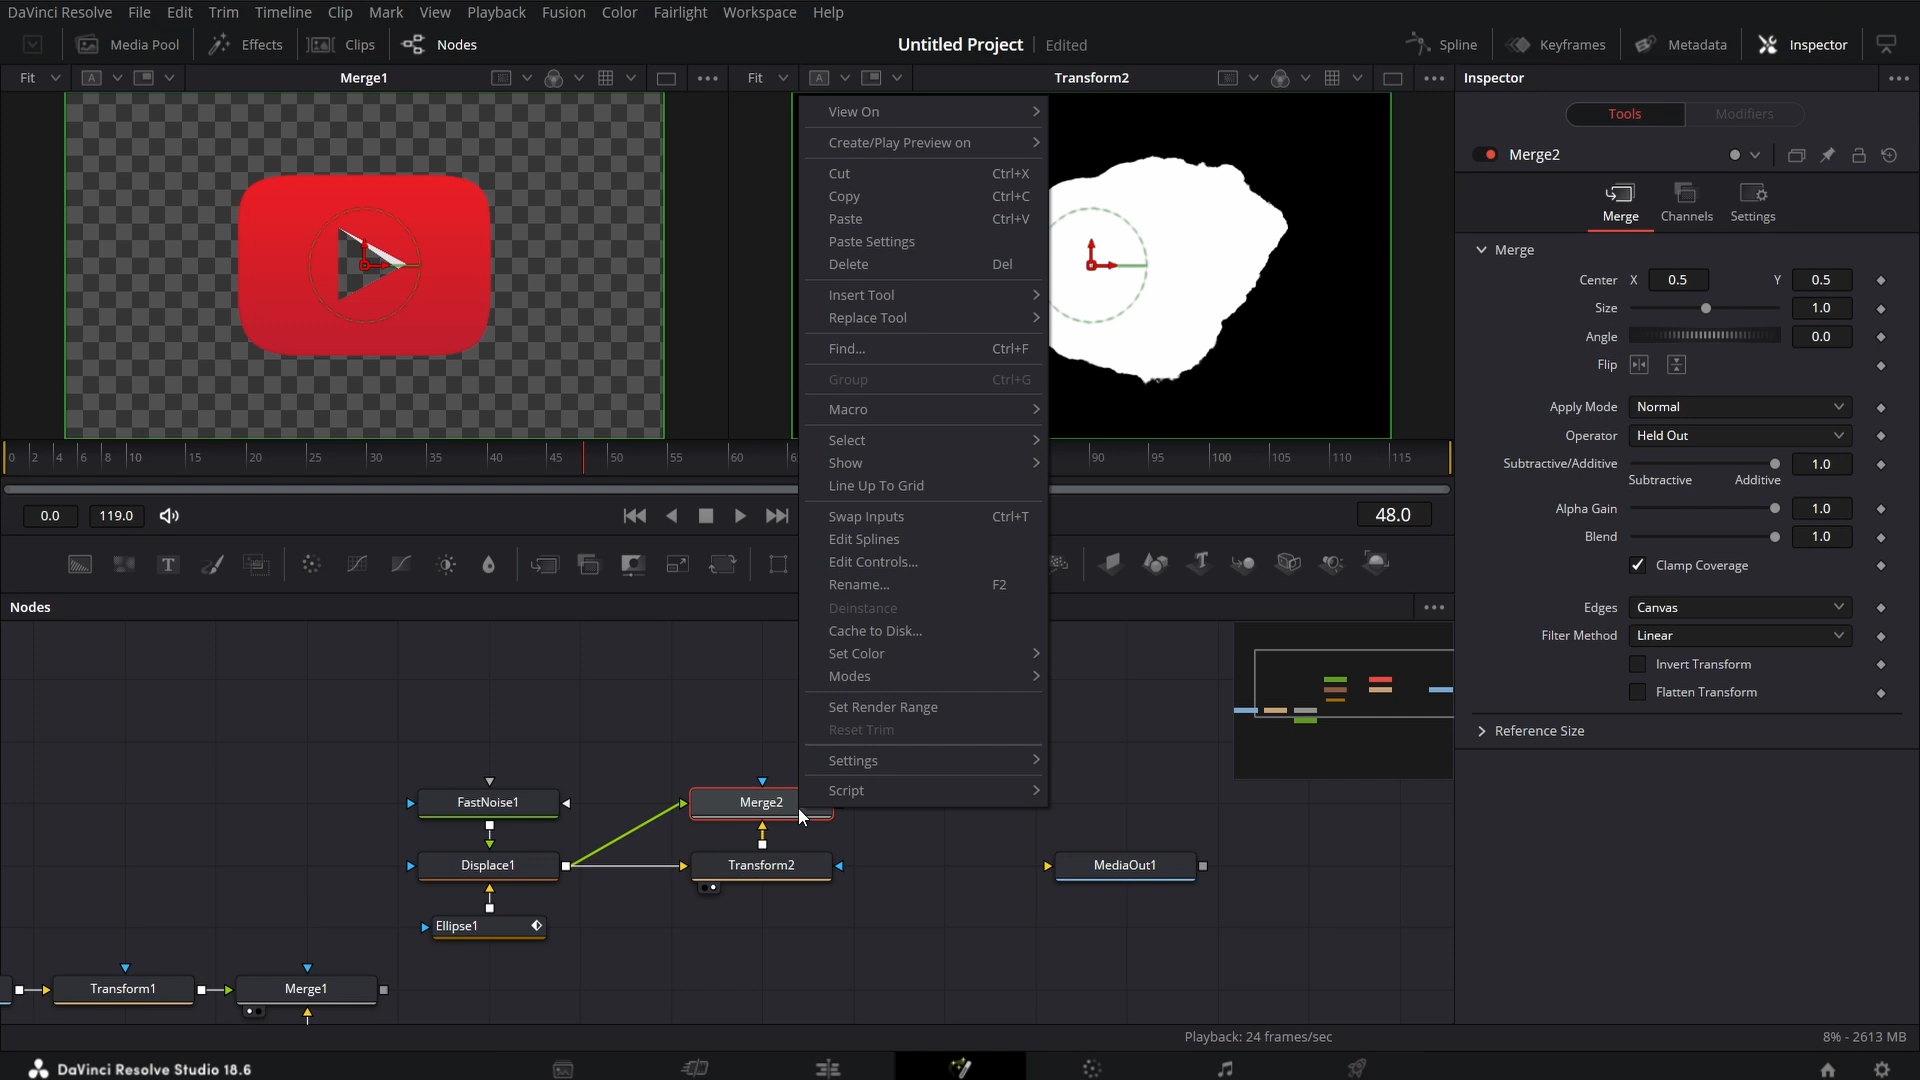 DaVinci Resolve File Edit Trim Timeline Clip Mark View Playback Fusion Color Fairlight Workspace Help
Media Pool Effects Clips Nodes Untitled Project Edited Spline Keyframes Metadata Inspector
Fit A Merge1 Fit A Transform2 Inspector
Tools Modifiers
Merge2
Merge Channels Settings
Merge
Center X 0.5 Y 0.5
Size 1.0
Angle 0.0
Flip
Apply Mode Normal
Operator Held Out
Subtractive/Additive 1.0
Subtractive Additive
Alpha Gain 1.0
Blend 1.0
Clamp Coverage
Edges Canvas
Filter Method Linear
Invert Transform
Flatten Transform
Reference Size
View On
Create/Play Preview on
Cut Ctrl+X
Copy Ctrl+C
Paste Ctrl+V
Paste Settings
Delete Del
Insert Tool
Replace Tool
Find... Ctrl+F
Group Ctrl+G
Macro
Select
Show
Line Up To Grid
Swap Inputs Ctrl+T
Edit Splines
Edit Controls...
Rename... F2
Deinstance
Cache to Disk...
Set Color
Modes
Set Render Range
Reset Trim
Settings
Script
0 2 4 6 8 10 15 20 25 30 35 40 45 50 55 60 90 95 100 105 110 115
0.0 119.0 48.0
T T
Nodes
FastNoise1 Merge2
Displace1 Transform2 MediaOut1
Ellipse1
Transform1 Merge1
Playback: 24 frames/sec 8% - 2613 MB
DaVinci Resolve Studio 18.6